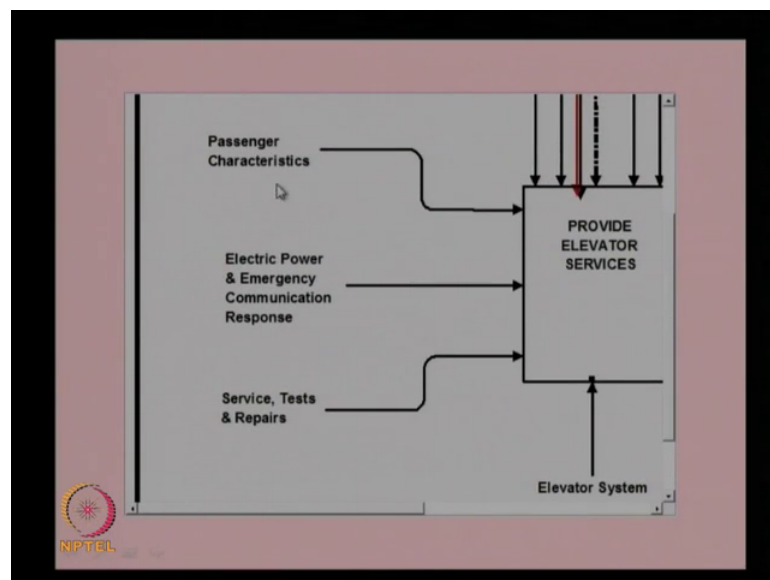 Passenger
Characteristics
PROVIDE
ELEVATOR
SERVICES
Electric Power
& Emergency
Communication
Response
Service, Tests
& Repairs
Elevator System
NPTEL